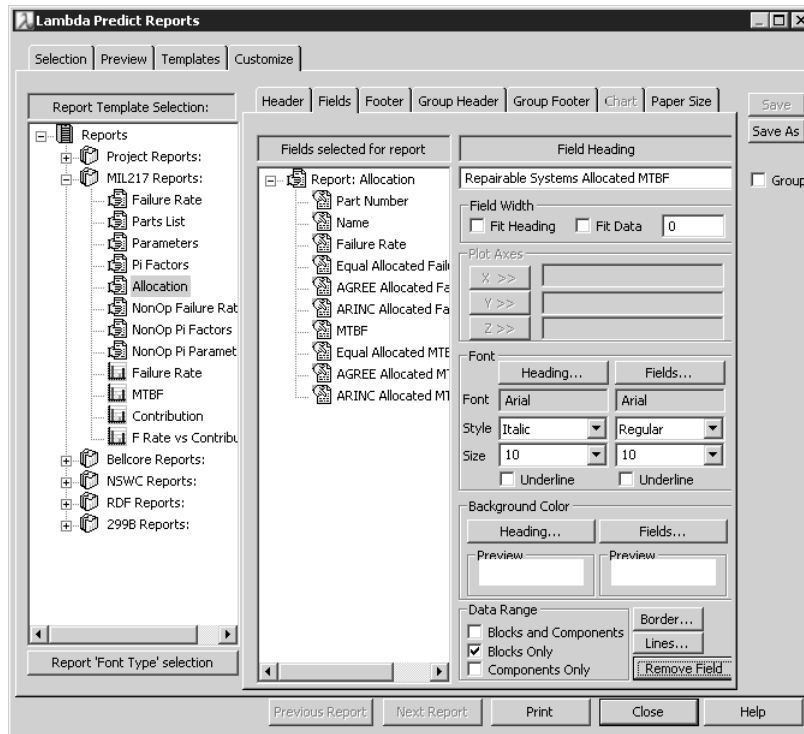 Lambda Predict Reports
Selection Preview Templates Customize
Report Template Selection:
Reports
Project Reports:
MIL217 Reports:
Failure Rate
Parts List
Parameters
Pi Factors
Allocation
NonOp Failure Rat
NonOp Pi Factors
NonOp Pi Paramet
Failure Rate
MTBF
Contribution
F Rate vs Contribu
Bellcore Reports:
NSWC Reports:
RDF Reports:
299B Reports:
Report 'Font Type' selection
Header Fields Footer Group Header Group Footer Chart Paper Size
Fields selected for report
Report: Allocation
Part Number
Name
Failure Rate
Equal Allocated Fail
AGREE Allocated Fa
ARINC Allocated Fa
MTBF
Equal Allocated MTB
AGREE Allocated MT
ARINC Allocated MT
Field Heading
Repairable Systems Allocated MTBF
Field Width
Fit Heading Fit Data 0
Plot Axes
X >>
Y >>
Z >>
Font
Heading... Fields...
Font Arial Arial
Style Italic Regular
Size 10 10
Underline Underline
Background Color
Heading... Fields...
Preview Preview
Data Range
Blocks and Components
Blocks Only
Components Only
Border...
Lines...
Remove Field
Save
Save As
Group
Previous Report Next Report Print Close Help